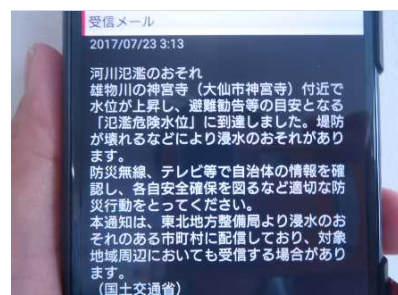 受信メール
2017/07/23 3:13
河川氾濫のおそれ
雄物川の神宮寺（大仙市神宮寺）付近で
水位が上昇し、避難勧告等の目安となる
「氾濫危険水位」に到達しました。堤防
が壊れるなどにより浸水のおそれがあり
ます。
防災無線、テレビ等で自治体の情報を確
認し、各自安全確保を図るなど適切な防
災行動をとってください。
本通知は、東北地方整備局より浸水のお
それのある市町村に配信しており、対象
地域周辺においても受信する場合があり
ます。
（国土交通省）